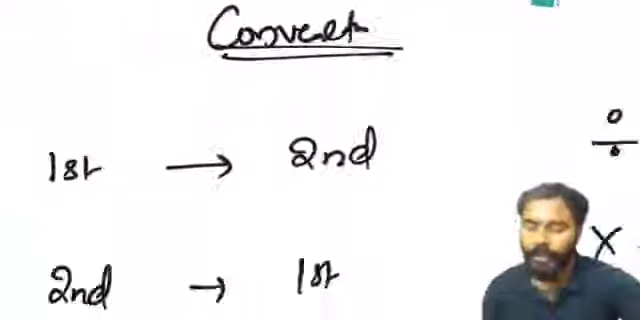 Convert
1st → 2nd ÷
2nd → 1st X